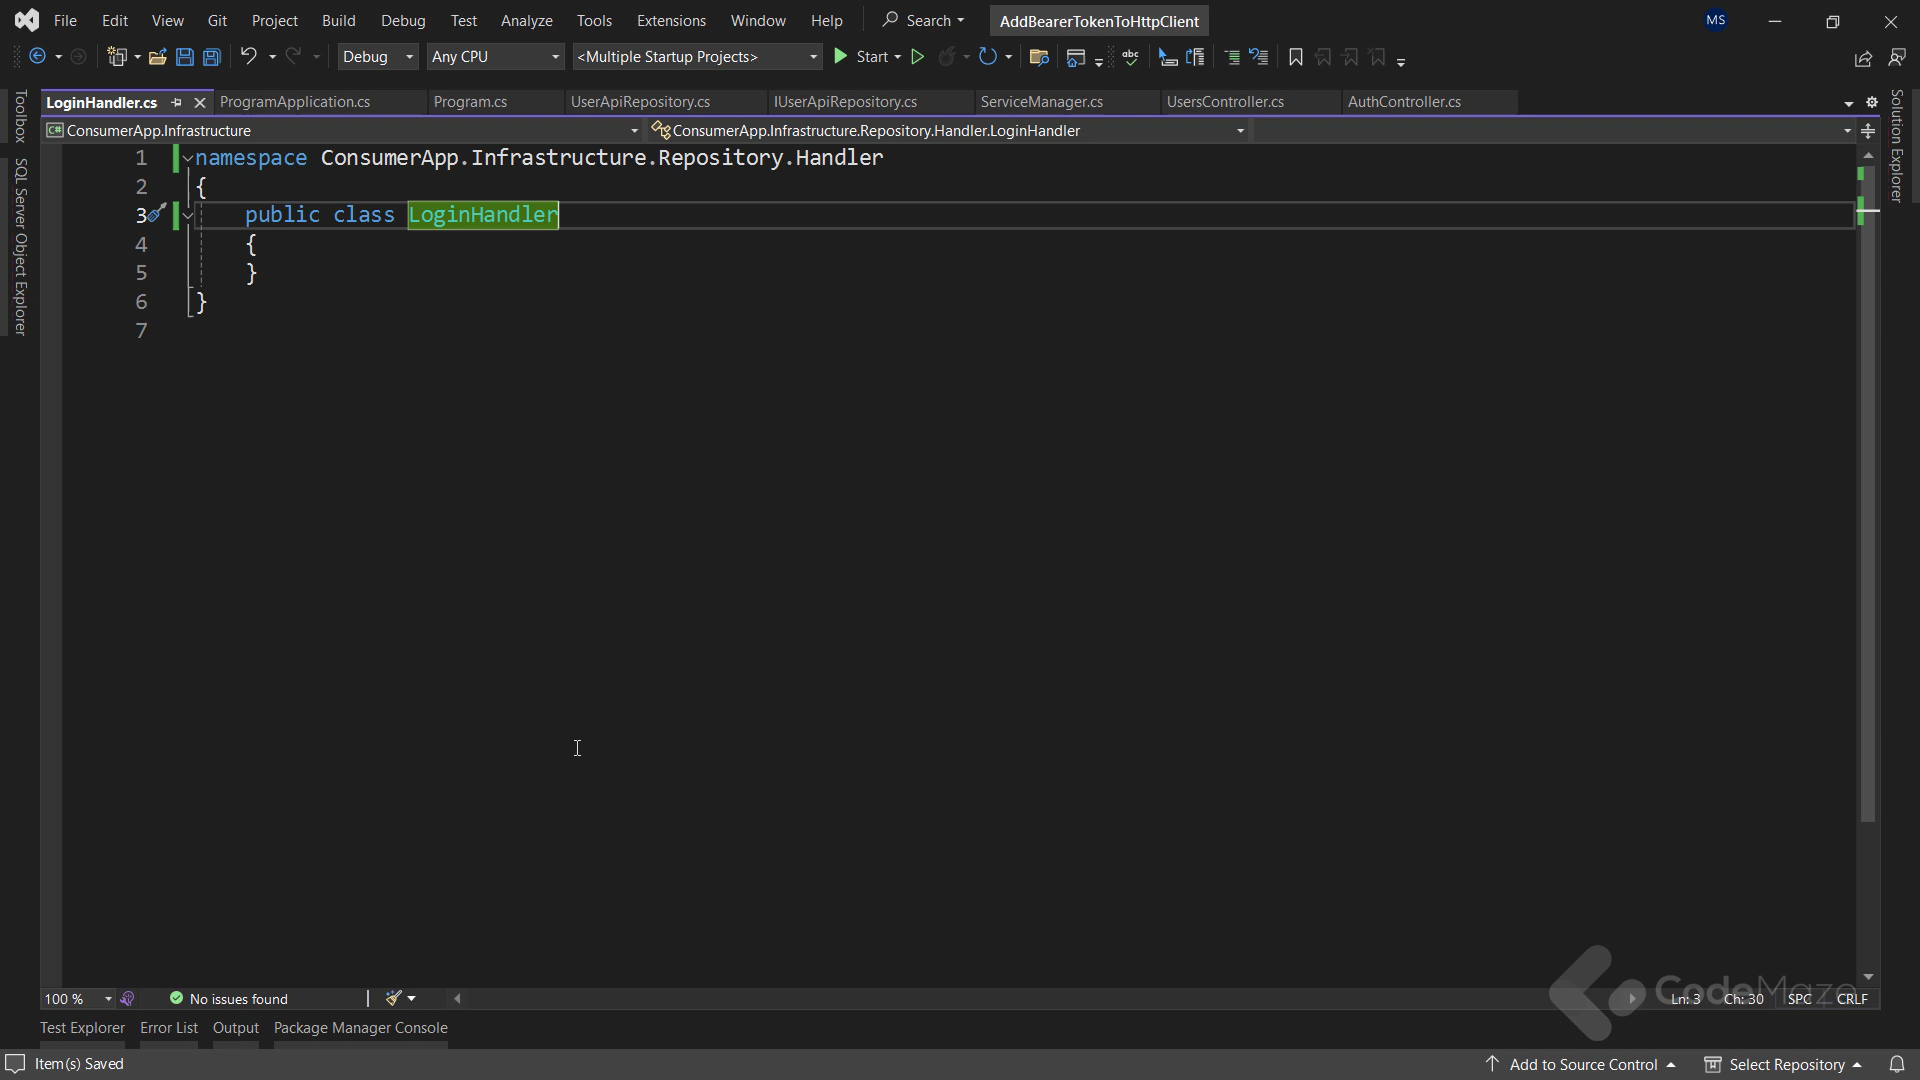 File Edit View Git Project Build Debug Test Analyze Tools Extensions Window Help Search AddBearerTokenToHttpClient MS
Debug Any CPU <Multiple Startup Projects> Start
LoginHandler.cs ProgramApplication.cs Program.cs UserApiRepository.cs IUserApiRepository.cs ServiceManager.cs UsersController.cs AuthController.cs
C# ConsumerApp.Infrastructure ConsumerApp.Infrastructure.Repository.Handler.LoginHandler
Toolbox
SQL Server Object Explorer
Solution Explorer
1 namespace ConsumerApp.Infrastructure.Repository.Handler
2 {
3 public class LoginHandler
4 {
5 }
6 }
7
100 % No issues found Ln: 3 Ch: 30 SPC CRLF
CodeMaze
Test Explorer Error List Output Package Manager Console
Item(s) Saved Add to Source Control Select Repository